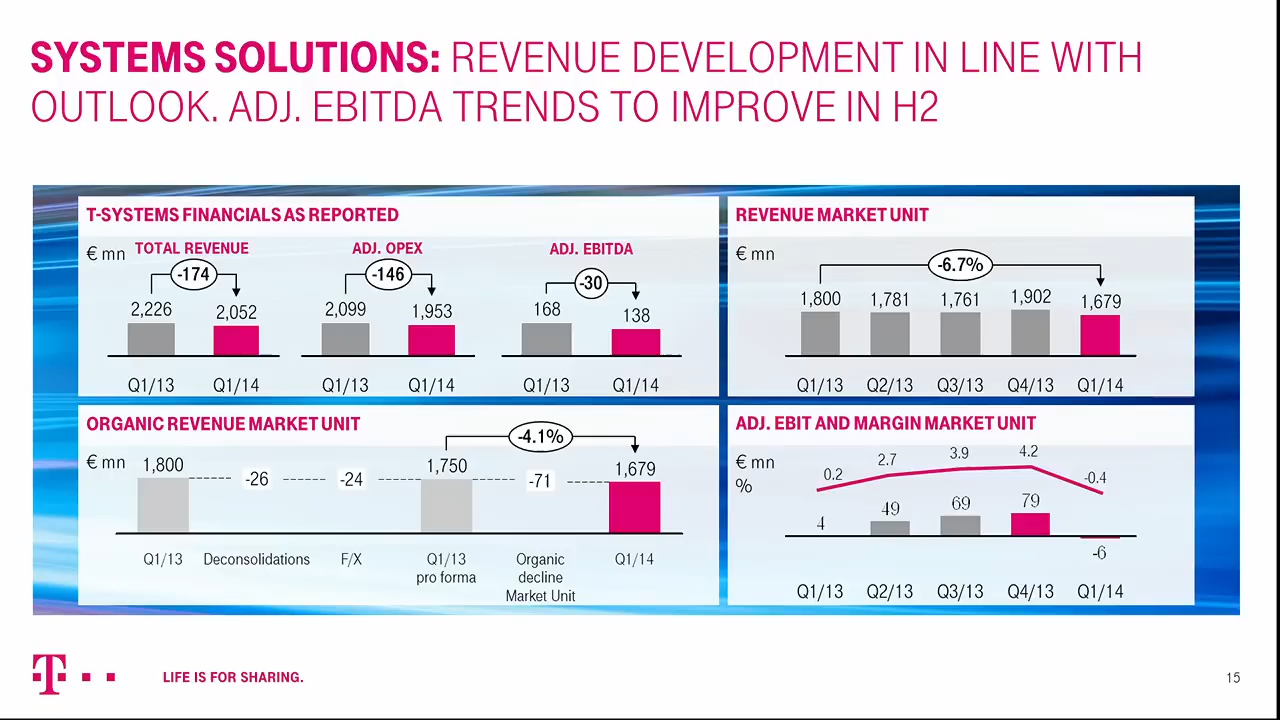 SYSTEMS SOLUTIONS: REVENUE DEVELOPMENT IN LINE WITH
OUTLOOK. ADJ. EBITDA TRENDS TO IMPROVE IN H2
T-SYSTEMS FINANCIALS AS REPORTED
€ mn
TOTAL REVENUE
-174
2,226 2,052
Q1/13 Q1/14
ADJ. OPEX
-146
2,099 1,953
Q1/13 Q1/14
ADJ. EBITDA
-30
168 138
Q1/13 Q1/14
REVENUE MARKET UNIT
€ mn
-6.7%
1,800 1,781 1,761 1,902 1,679
Q1/13 Q2/13 Q3/13 Q4/13 Q1/14
ORGANIC REVENUE MARKET UNIT
-4.1%
€ mn
1,800 -26 -24 1,750 -71 1,679
Q1/13 Deconsolidations F/X Q1/13 Organic Q1/14
pro forma decline
Market Unit
ADJ. EBIT AND MARGIN MARKET UNIT
€ mn
%
0.2 2.7 3.9 4.2 -0.4
4 49 69 79 -6
Q1/13 Q2/13 Q3/13 Q4/13 Q1/14
T
LIFE IS FOR SHARING.
15